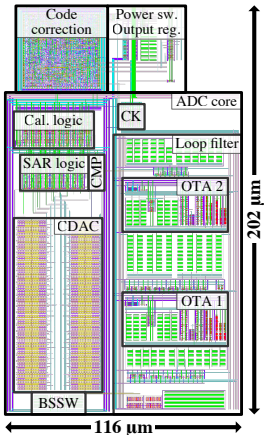 Code
correction
Power sw.
Output reg.
ADC core
CK
Cal. logic
Loop filter
SAR logic
CMP
OTA 2
CDAC
OTA 1
BSSW
202 µm
116 µm